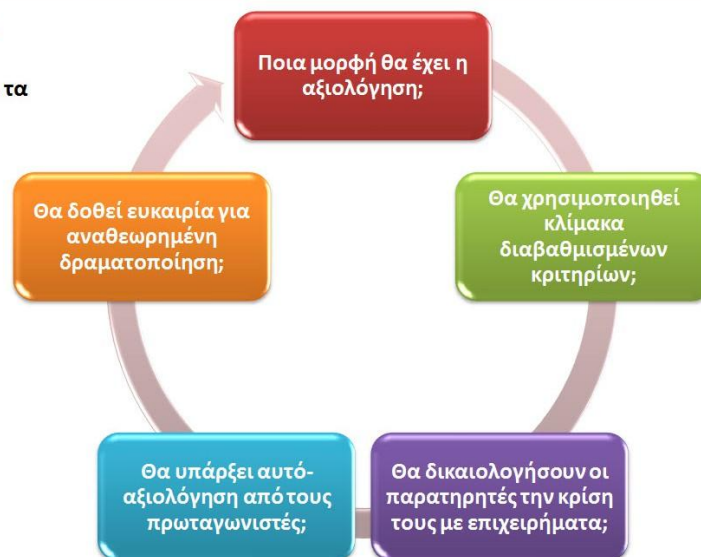 τα
Ποια μορφή θα έχει η
αξιολόγηση;
Θα χρησιμοποιηθεί
κλίμακα
διαβαθμισμένων
κριτηρίων;
Θα δικαιολογήσουν οι
παρατηρητές την κρίση
τους με επιχειρήματα;
Θα υπάρξει αυτό-
αξιολόγηση από τους
πρωταγωνιστές;
Θα δοθεί ευκαιρία για
αναθεωρημένη
δραματοποίηση;